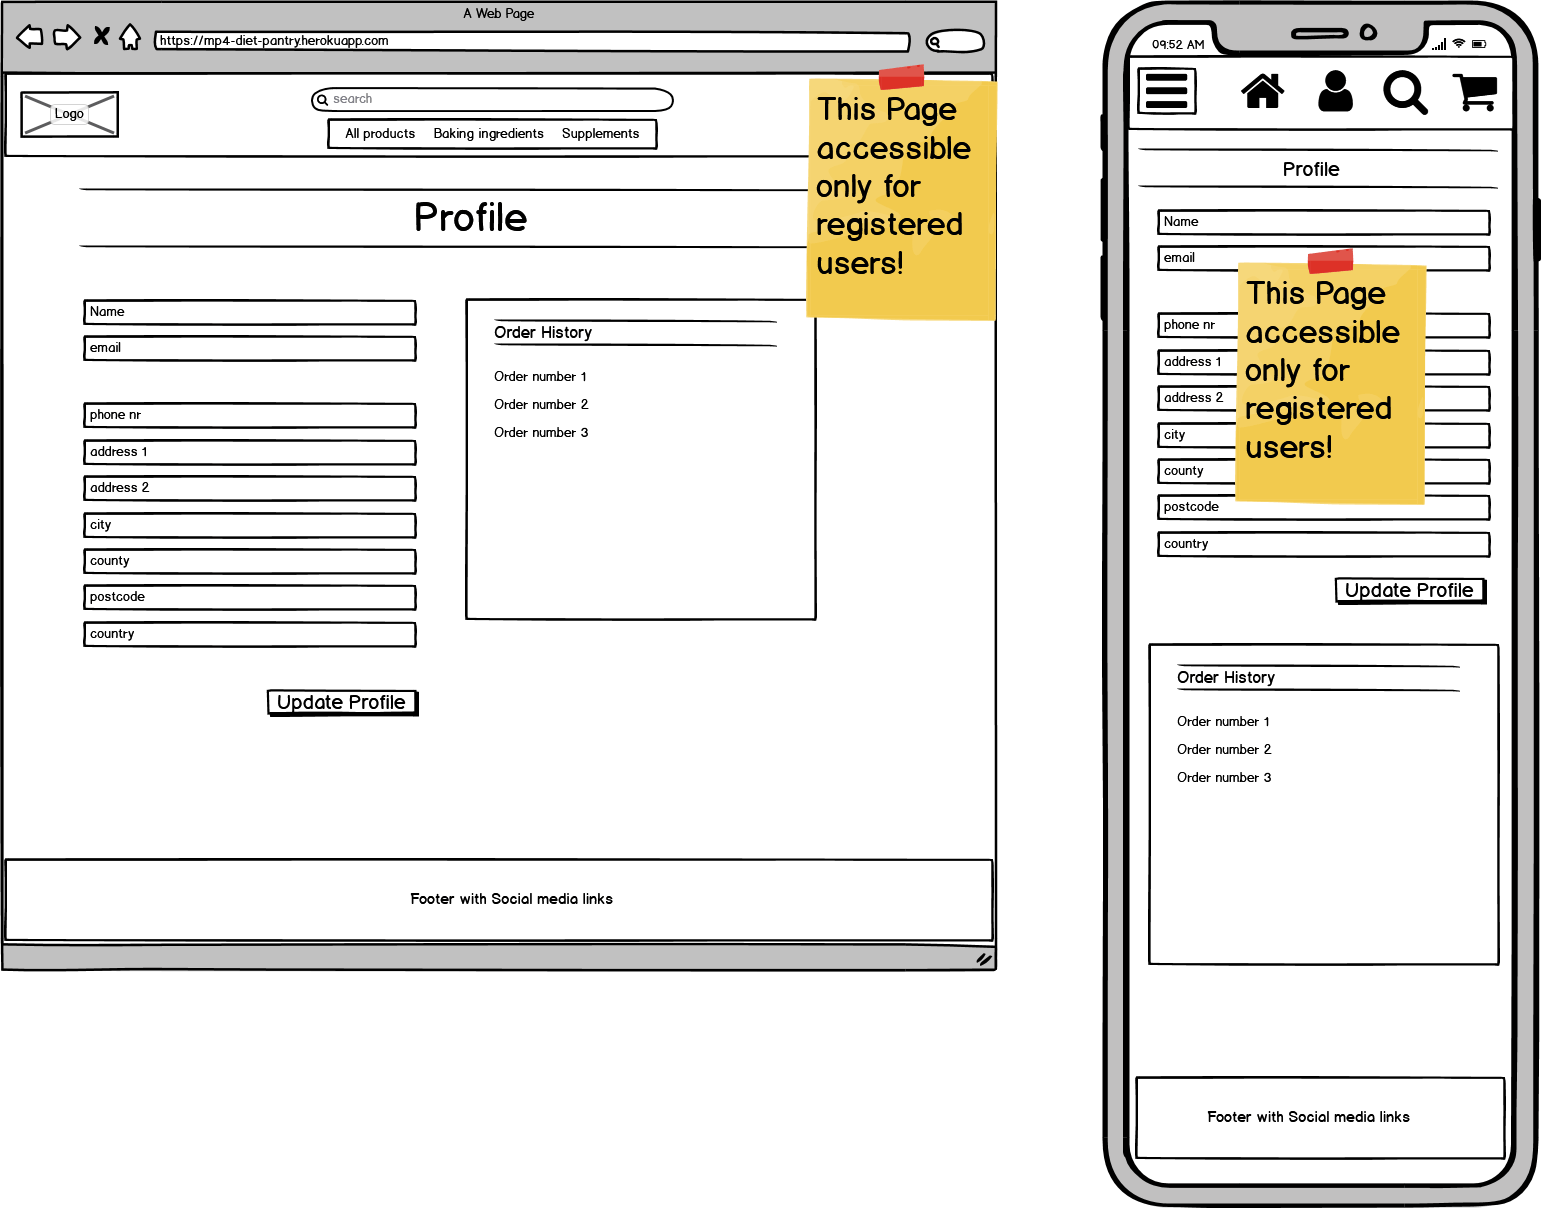 A Web Page
https://mp4-diet-pantry.herokuapp.com
Logo
search
All products Baking ingredients Supplements
This Page
accessible
only for
registered
users!
Profile
Name
email
phone nr
address 1
address 2
city
county
postcode
country
Update Profile
Order History
Order number 1
Order number 2
Order number 3
Footer with Social media links
09:52 AM
Profile
Name
email
This Page
accessible
only for
registered
users!
phone nr
address 1
address 2
city
county
postcode
country
Update Profile
Order History
Order number 1
Order number 2
Order number 3
Footer with Social media links